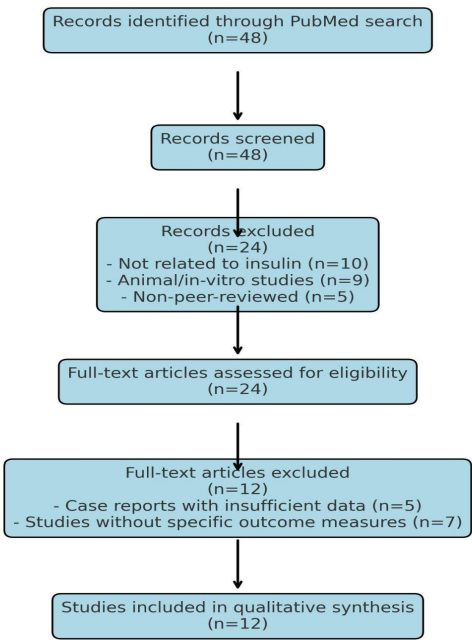 Records identified through PubMed search
(n=48)
Records screened
(n=48)
Records excluded
(n=24)
- Not related to insulin (n=10)
- Animal/in-vitro studies (n=9)
- Non-peer-reviewed (n=5)
Full-text articles assessed for eligibility
(n=24)
Full-text articles excluded
(n=12)
- Case reports with insufficient data (n=5)
- Studies without specific outcome measures (n=7)
Studies included in qualitative synthesis
(n=12)